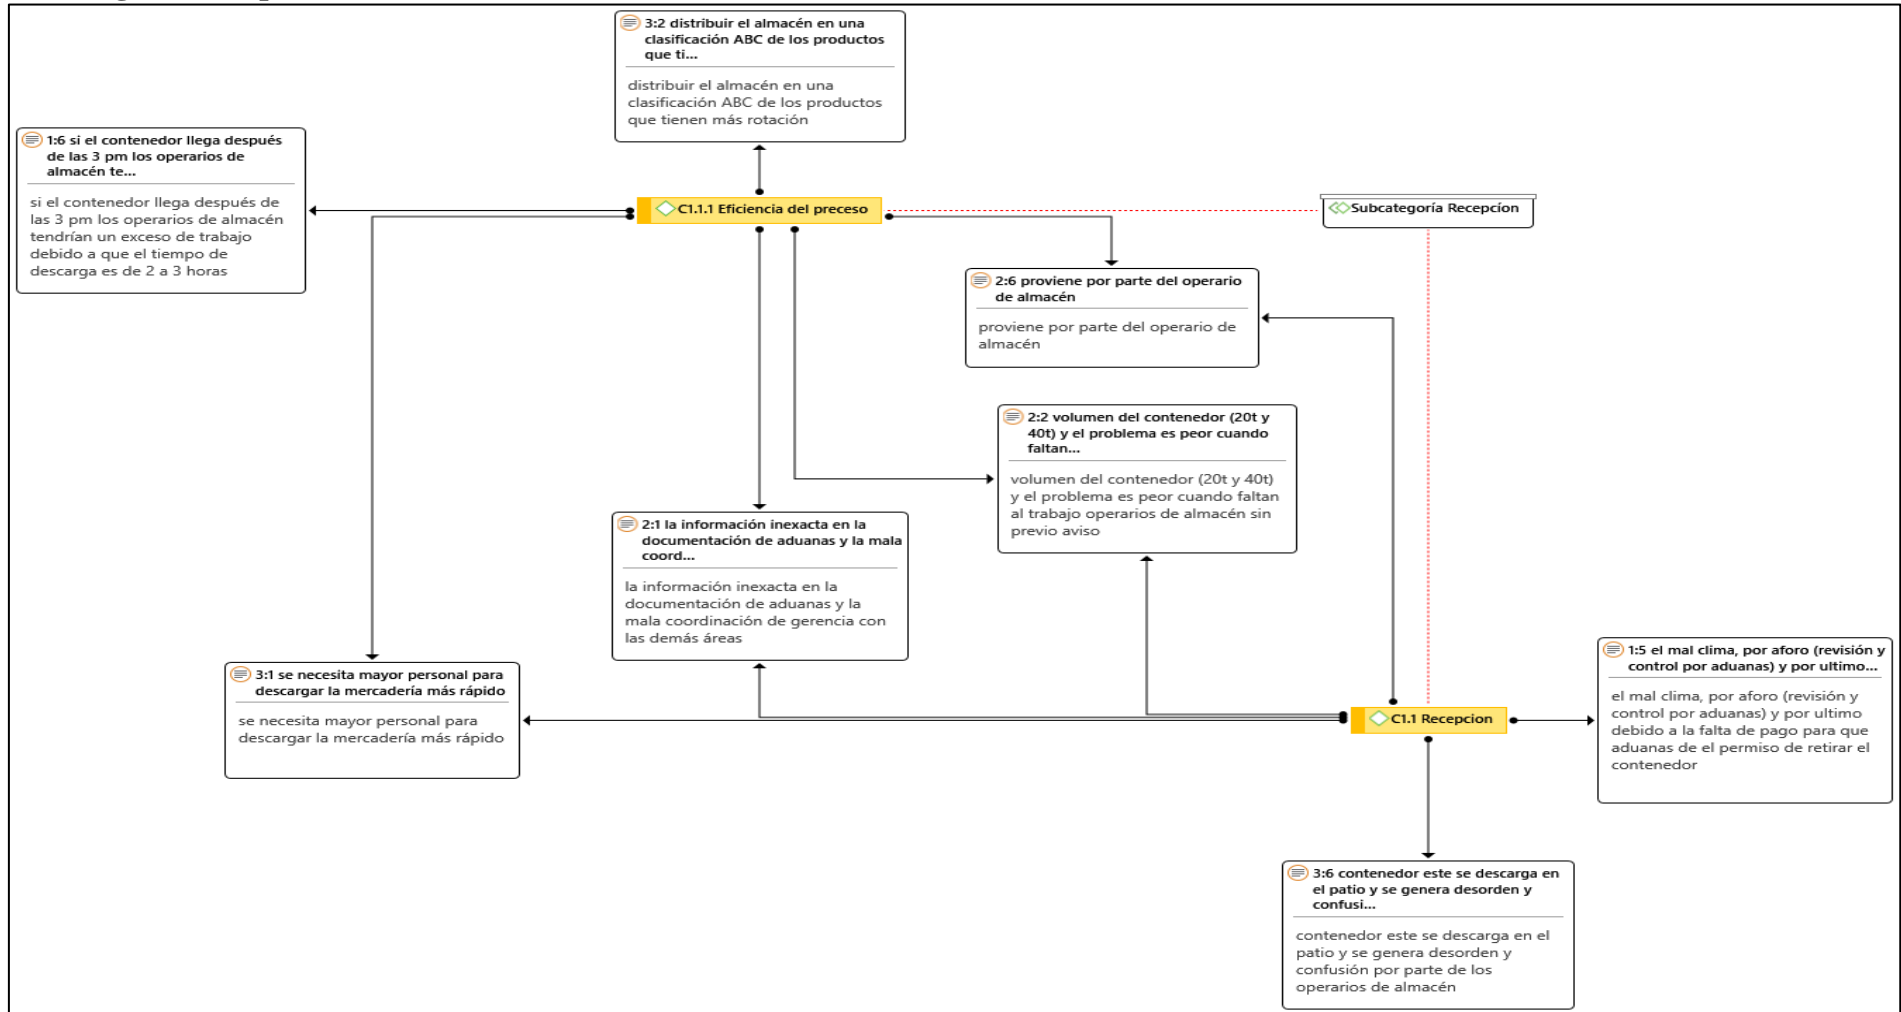 3:2 distribuir el almacén en una
clasificación ABC de los productos
que ti...
distribuir el almacén en una
clasificación ABC de los productos
que tienen más rotación
1:6 si el contenedor llega después
de las 3 pm los operarios de
almacén te...
si el contenedor llega después de
las 3 pm los operarios de almacén
tendrían un exceso de trabajo
debido a que el tiempo de
descarga es de 2 a 3 horas
C1.1.1 Eficiencia del preceso
Subcategoría Recepcíon
2:6 proviene por parte del operario
de almacén
proviene por parte del operario de
almacén
2:2 volumen del contenedor (20t y
40t) y el problema es peor cuando
faltan...
volumen del contenedor (20t y 40t)
y el problema es peor cuando faltan
al trabajo operarios de almacén sin
previo aviso
2:1 la información inexacta en la
documentación de aduanas y la mala
coord...
la información inexacta en la
documentación de aduanas y la
mala coordinación de gerencia con
las demás áreas
3:1 se necesita mayor personal para
descargar la mercadería más rápido
se necesita mayor personal para
descargar la mercadería más rápido
C1.1 Recepcion
1:5 el mal clima, por aforo (revisión y
control por aduanas) y por ultimo...
el mal clima, por aforo (revisión y
control por aduanas) y por ultimo
debido a la falta de pago para que
aduanas de el permiso de retirar el
contenedor
3:6 contenedor este se descarga en
el patio y se genera desorden y
confusi...
contenedor este se descarga en el
patio y se genera desorden y
confusión por parte de los
operarios de almacén